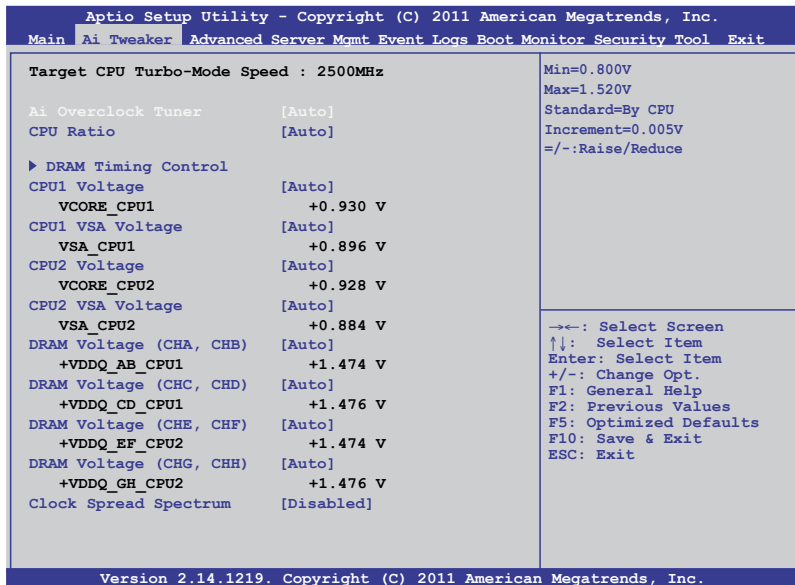 Aptio Setup Utility - Copyright (C) 2011 American Megatrends, Inc.
Main Ai Tweaker Advanced Server Mgmt Event Logs Boot Monitor Security Tool Exit
Target CPU Turbo-Mode Speed : 2500MHz
Ai Overclock Tuner [Auto]
CPU Ratio [Auto]
DRAM Timing Control
CPU1 Voltage [Auto]
VCORE_CPU1 +0.930 V
CPU1 VSA Voltage [Auto]
VSA_CPU1 +0.896 V
CPU2 Voltage [Auto]
VCORE_CPU2 +0.928 V
CPU2 VSA Voltage [Auto]
VSA_CPU2 +0.884 V
DRAM Voltage (CHA, CHB) [Auto]
+VDDQ_AB_CPU1 +1.474 V
DRAM Voltage (CHC, CHD) [Auto]
+VDDQ_CD_CPU1 +1.476 V
DRAM Voltage (CHE, CHF) [Auto]
+VDDQ_EF_CPU2 +1.474 V
DRAM Voltage (CHG, CHH) [Auto]
+VDDQ_GH_CPU2 +1.476 V
Clock Spread Spectrum [Disabled]
Min=0.800V
Max=1.520V
Standard=By CPU
Increment=0.005V
=/-:Raise/Reduce
→←: Select Screen
↑↓: Select Item
Enter: Select Item
+/-: Change Opt.
F1: General Help
F2: Previous Values
F5: Optimized Defaults
F10: Save & Exit
ESC: Exit
Version 2.14.1219. Copyright (C) 2011 American Megatrends, Inc.